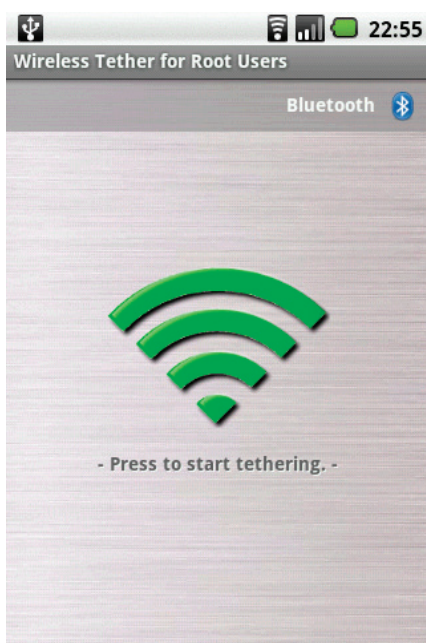 22:55
Wireless Tether for Root Users
Bluetooth
- Press to start tethering. -